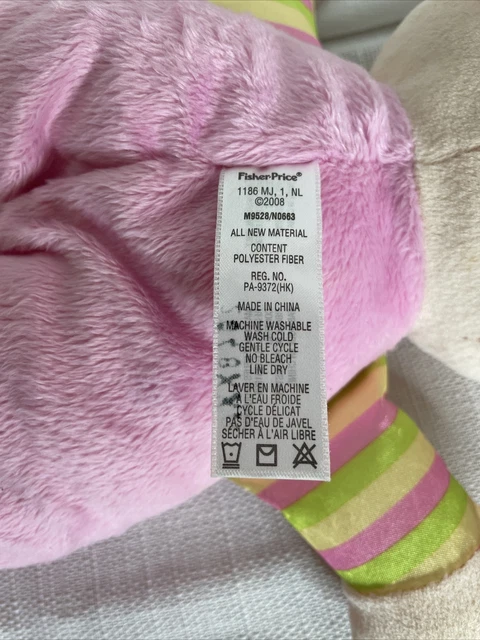 Fisher-Price®
1186 MJ, 1, NL
©2008
M9528/N0663
ALL NEW MATERIAL
CONTENT
POLYESTER FIBER
REG. NO.
PA-9372(HK)
MADE IN CHINA
MACHINE WASHABLE
WASH COLD
GENTLE CYCLE
NO BLEACH
LINE DRY
LAVER EN MACHINE
A L'EAU FROIDE
CYCLE DÉLICAT
PAS D'EAU DE JAVEL
SÉCHER À L'AIR LIBRE